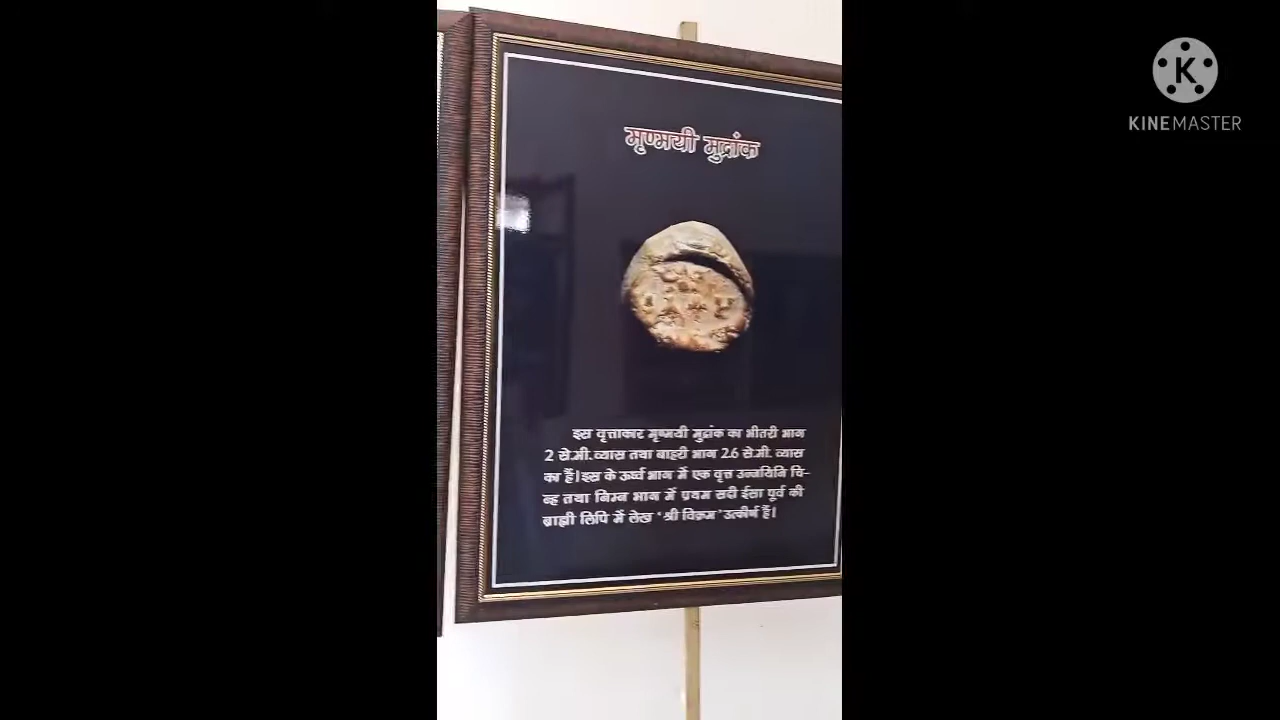 मृण्मयी मुद्रांक
इस वृत्ताकार मृण्मयी मुद्रांक का भीतरी भाग
2 से.मी. व्यास तथा बाहरी भाग 2.6 से.मी. व्यास
का हैं। इस के ऊर्ध्व भाग में एक वृत्त उज्जयिनि चि-
न्ह तथा निम्न भाग में प्रथम सदी ईसा पूर्व की
ब्राह्मी लिपि में लेख "श्री विक्रम" उत्कीर्ण हैं।
K
KINEMASTER